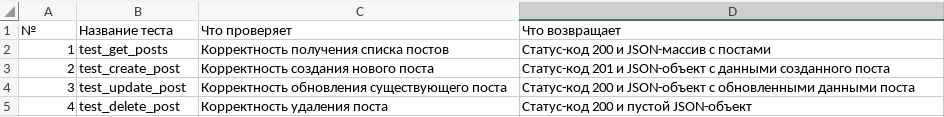 A B C D
1 № Название теста Что проверяет Что возвращает
2 1 test_get_posts Корректность получения списка постов Статус-код 200 и JSON-массив с постами
3 2 test_create_post Корректность создания нового поста Статус-код 201 и JSON-объект с данными созданного поста
4 3 test_update_post Корректность обновления существующего поста Статус-код 200 и JSON-объект с обновленными данными поста
5 4 test_delete_post Корректность удаления поста Статус-код 200 и пустой JSON-объект